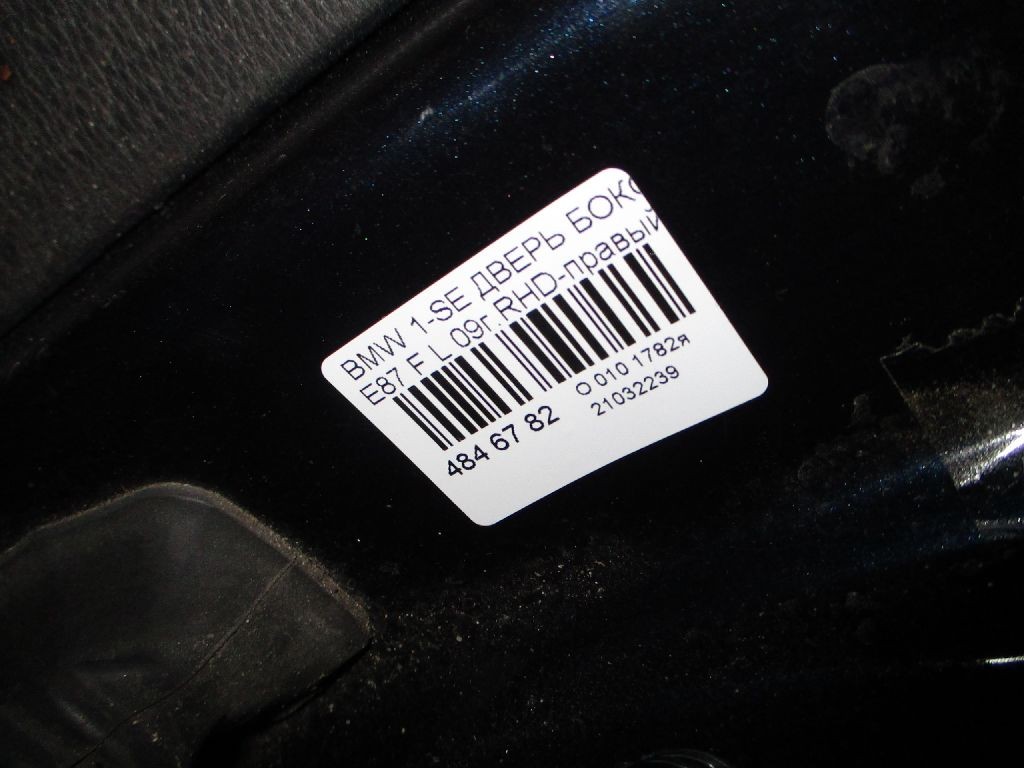 BMW 1-SE ДВЕРЬ БОКО
E87 F L 09г.RHD-правый
484 67 82
О 010 1782я
21032239